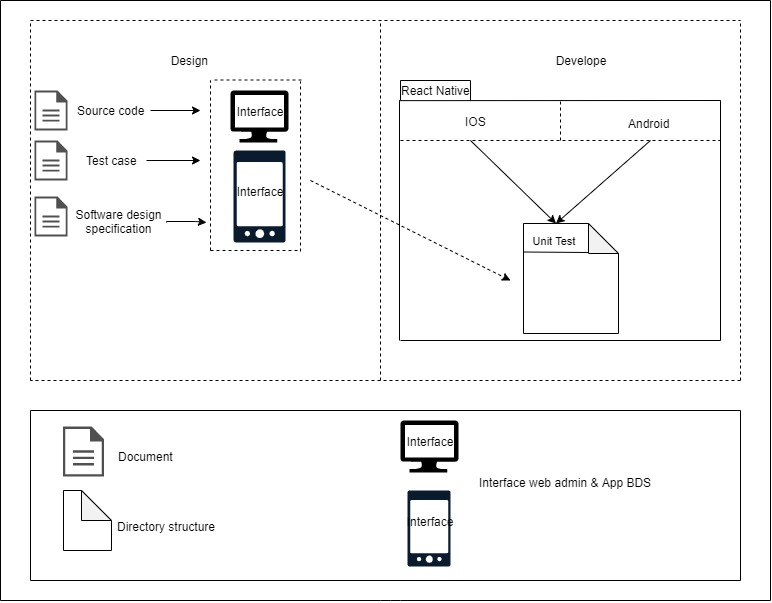 Design
Develope
Source code
Interface
Test case
Interface
Software design
specification
React Native
IOS
Android
Unit Test
Document
Directory structure
Interface
Interface
Interface web admin & App BDS